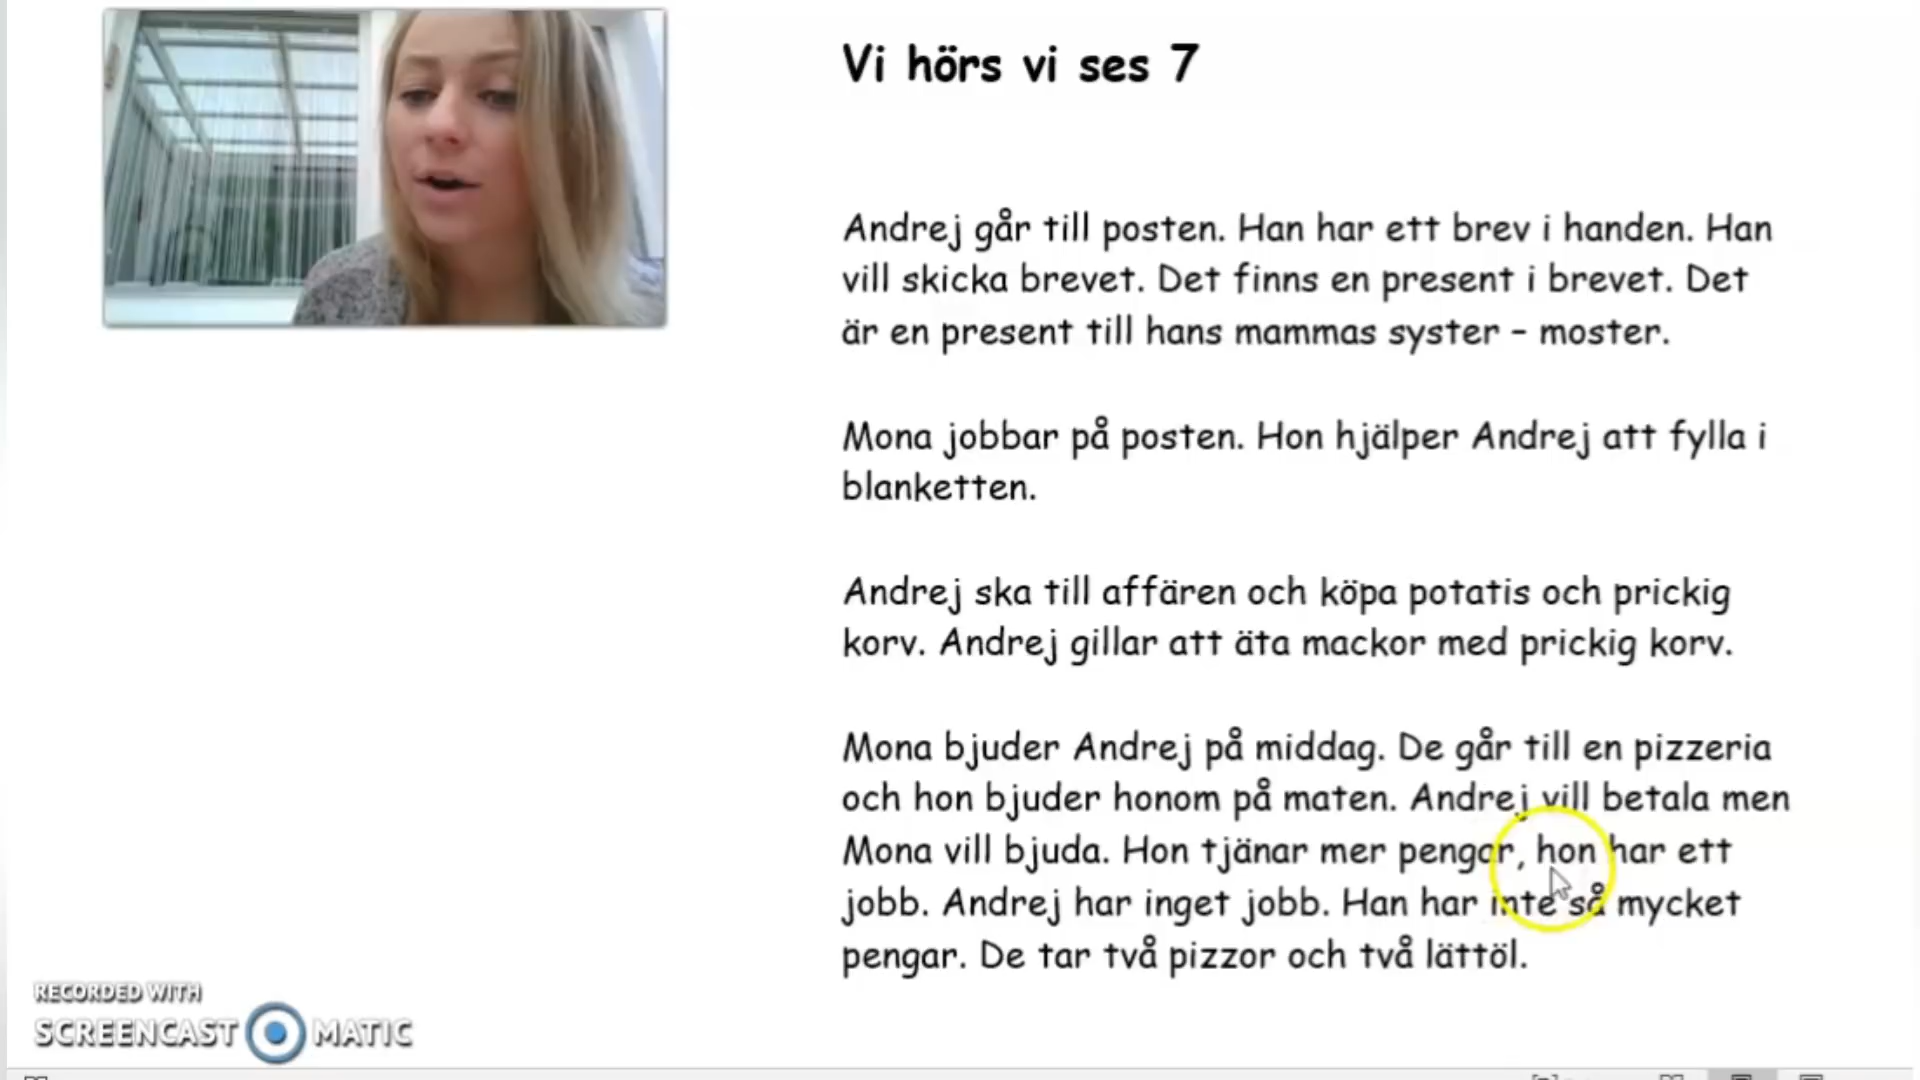 Vi hörs vi ses 7
Andrej går till posten. Han har ett brev i handen. Han
vill skicka brevet. Det finns en present i brevet. Det
är en present till hans mammas syster – moster.
Mona jobbar på posten. Hon hjälper Andrej att fylla i
blanketten.
Andrej ska till affären och köpa potatis och prickig
korv. Andrej gillar att äta mackor med prickig korv.
Mona bjuder Andrej på middag. De går till en pizzeria
och hon bjuder honom på maten. Andrej vill betala men
Mona vill bjuda. Hon tjänar mer pengar, hon har ett
jobb. Andrej har inget jobb. Han har inte så mycket
pengar. De tar två pizzor och två lättöl.
RECORDED WITH
SCREENCAST MATIC